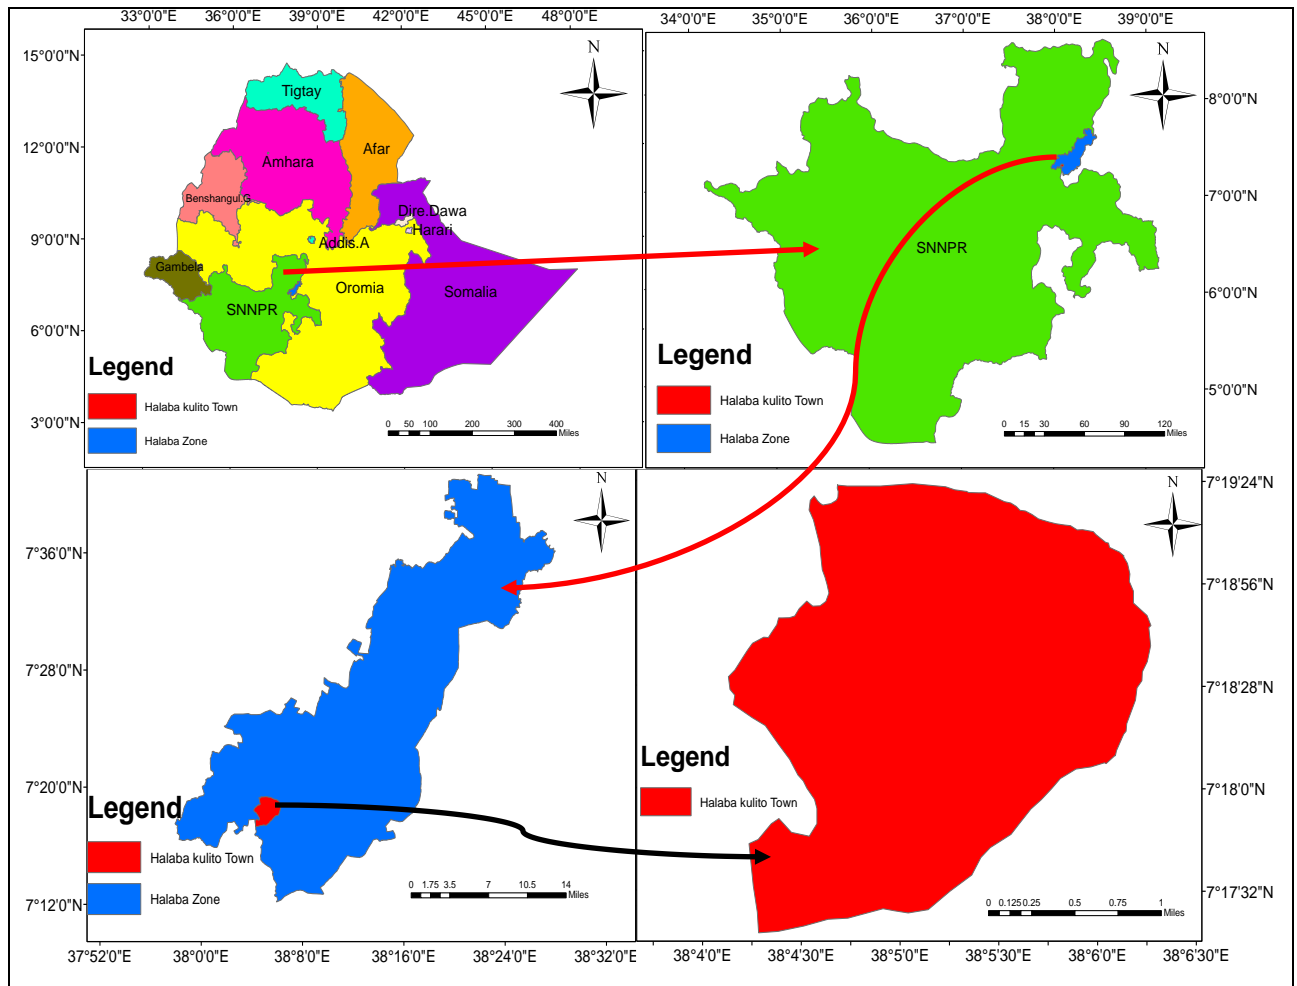 33°0'0"E 36°0'0"E 39°0'0"E 42°0'0"E 45°0'0"E 48°0'0"E
15°0'0"N
12°0'0"N
9°0'0"N
6°0'0"N
3°0'0"N
N
Tigtay
Afar
Amhara
Benshangul.G
Dire.Dawa
Harari
Addis.A
Gambela
Oromia
Somalia
SNNPR
Legend
Halaba kulito Town
Halaba Zone
0 50 100 200 300 400
Miles
34°0'0"E 35°0'0"E 36°0'0"E 37°0'0"E 38°0'0"E 39°0'0"E
8°0'0"N
7°0'0"N
6°0'0"N
5°0'0"N
N
SNNPR
Legend
Halaba kulito Town
Halaba Zone
0 15 30 60 90 120
Miles
7°36'0"N
7°28'0"N
7°20'0"N
7°12'0"N
N
Legend
Halaba kulito Town
Halaba Zone
0 1.75 3.5 7 10.5 14
Miles
37°52'0"E 38°0'0"E 38°8'0"E 38°16'0"E 38°24'0"E 38°32'0"E
N
7°19'24"N
7°18'56"N
7°18'28"N
7°18'0"N
7°17'32"N
Legend
Halaba kulito Town
0 0.125 0.25 0.5 0.75 1
Miles
38°4'0"E 38°4'30"E 38°5'0"E 38°5'30"E 38°6'0"E 38°6'30"E